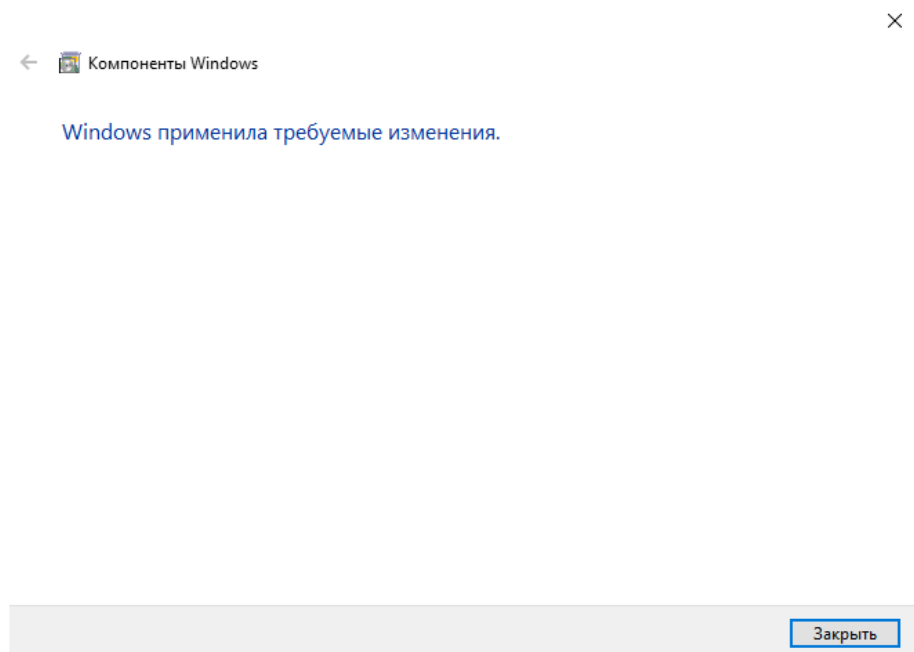 Компоненты Windows
Windows применила требуемые изменения.
Закрыть